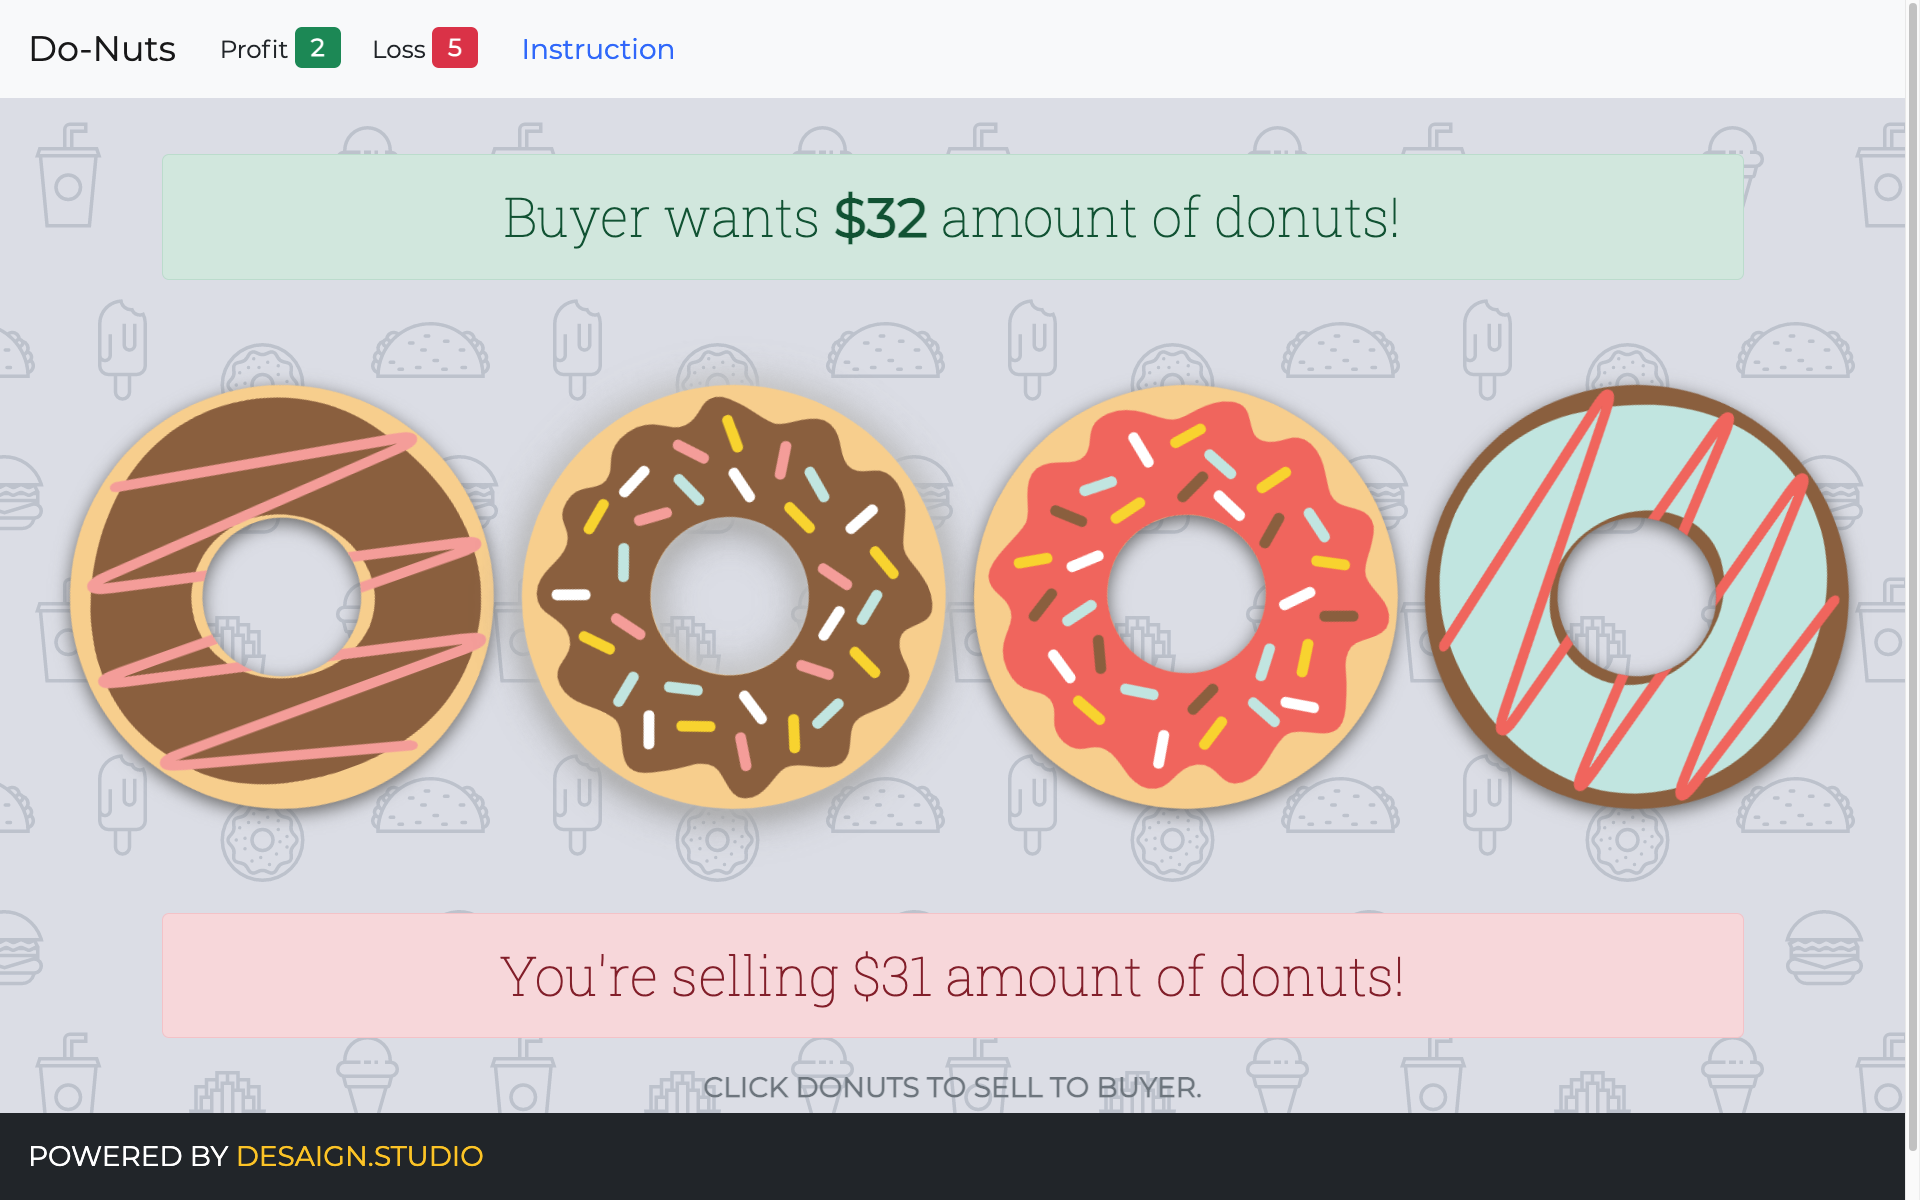 Do-Nuts Profit 2 Loss 5 Instruction
Buyer wants $32 amount of donuts!
You're selling $31 amount of donuts!
CLICK DONUTS TO SELL TO BUYER.
POWERED BY DESAIGN.STUDIO